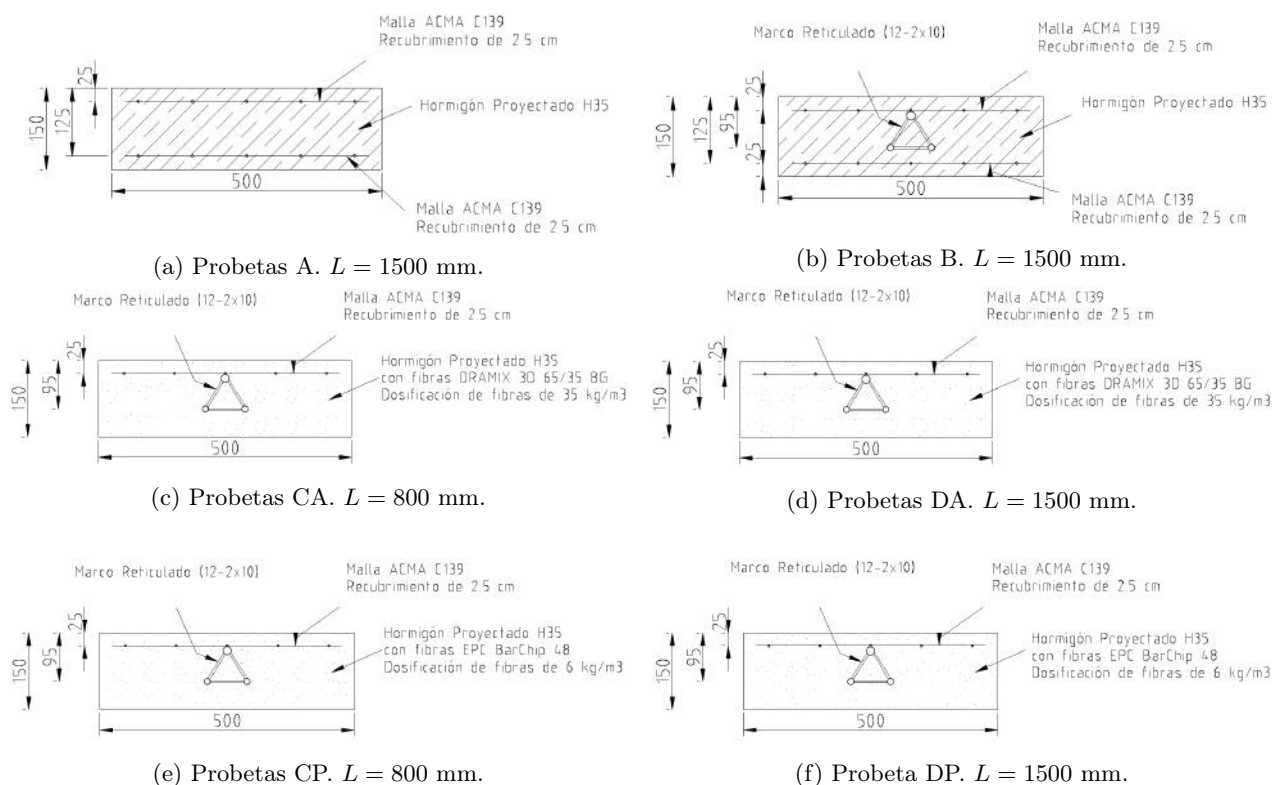 Malla ACMA C139
Recubrimiento de 2.5 cm
25
150
125
Hormigón Proyectado H35
500
Malla ACMA C139
Recubrimiento de 2.5 cm
(a) Probetas A. L = 1500 mm.
Marco Reticulado (12-2x10)
Malla ACMA C139
Recubrimiento de 2.5 cm
25
150
125
95
25
Hormigón Proyectado H35
500
Malla ACMA C139
Recubrimiento de 2.5 cm
(b) Probetas B. L = 1500 mm.
Marco Reticulado (12-2x10)
Malla ACMA C139
Recubrimiento de 2.5 cm
25
150
95
Hormigón Proyectado H35
con fibras DRAMIX 3D 65/35 BG
Dosificación de fibras de 35 kg/m3
500
(c) Probetas CA. L = 800 mm.
Marco Reticulado (12-2x10)
Malla ACMA C139
Recubrimiento de 2.5 cm
25
150
95
Hormigón Proyectado H35
con fibras DRAMIX 3D 65/35 BG
Dosificación de fibras de 35 kg/m3
500
(d) Probetas DA. L = 1500 mm.
Marco Reticulado (12-2x10)
Malla ACMA C139
Recubrimiento de 2.5 cm
25
150
95
Hormigón Proyectado H35
con fibras EPC BarChip 48
Dosificación de fibras de 6 kg/m3
500
(e) Probetas CP. L = 800 mm.
Marco Reticulado (12-2x10)
Malla ACMA C139
Recubrimiento de 2.5 cm
25
150
95
Hormigón Proyectado H35
con fibras EPC BarChip 48
Dosificación de fibras de 6 kg/m3
500
(f) Probeta DP. L = 1500 mm.